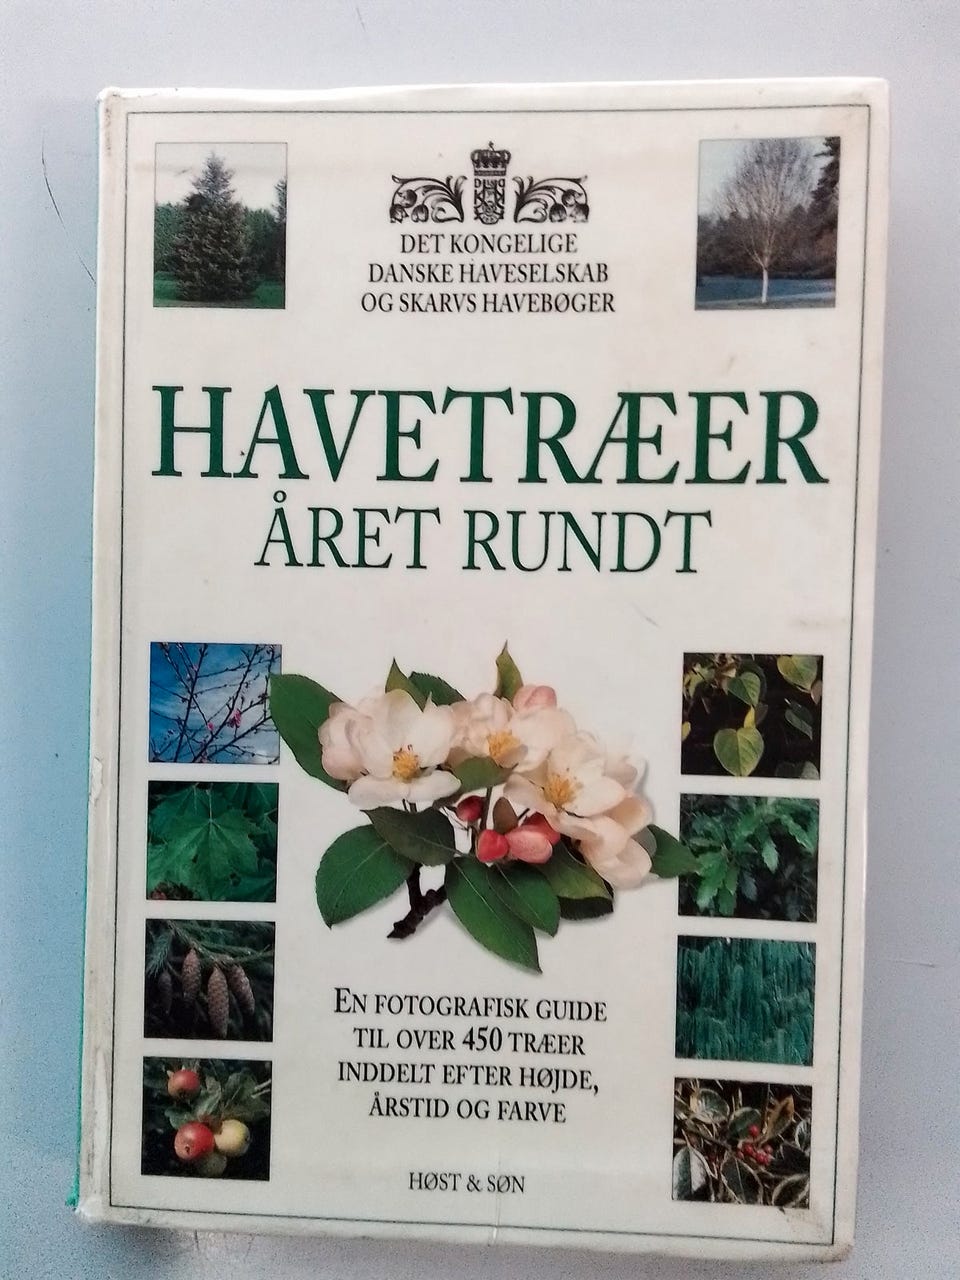 DET KONGELIGE
DANSKE HAVESELSKAB
OG SKARVS HAVEBØGER
HAVETRÆER
ÅRET RUNDT
EN FOTOGRAFISK GUIDE
TIL OVER 450 TRÆER
INDDELT EFTER HØJDE,
ÅRSTID OG FARVE
HØST & SØN